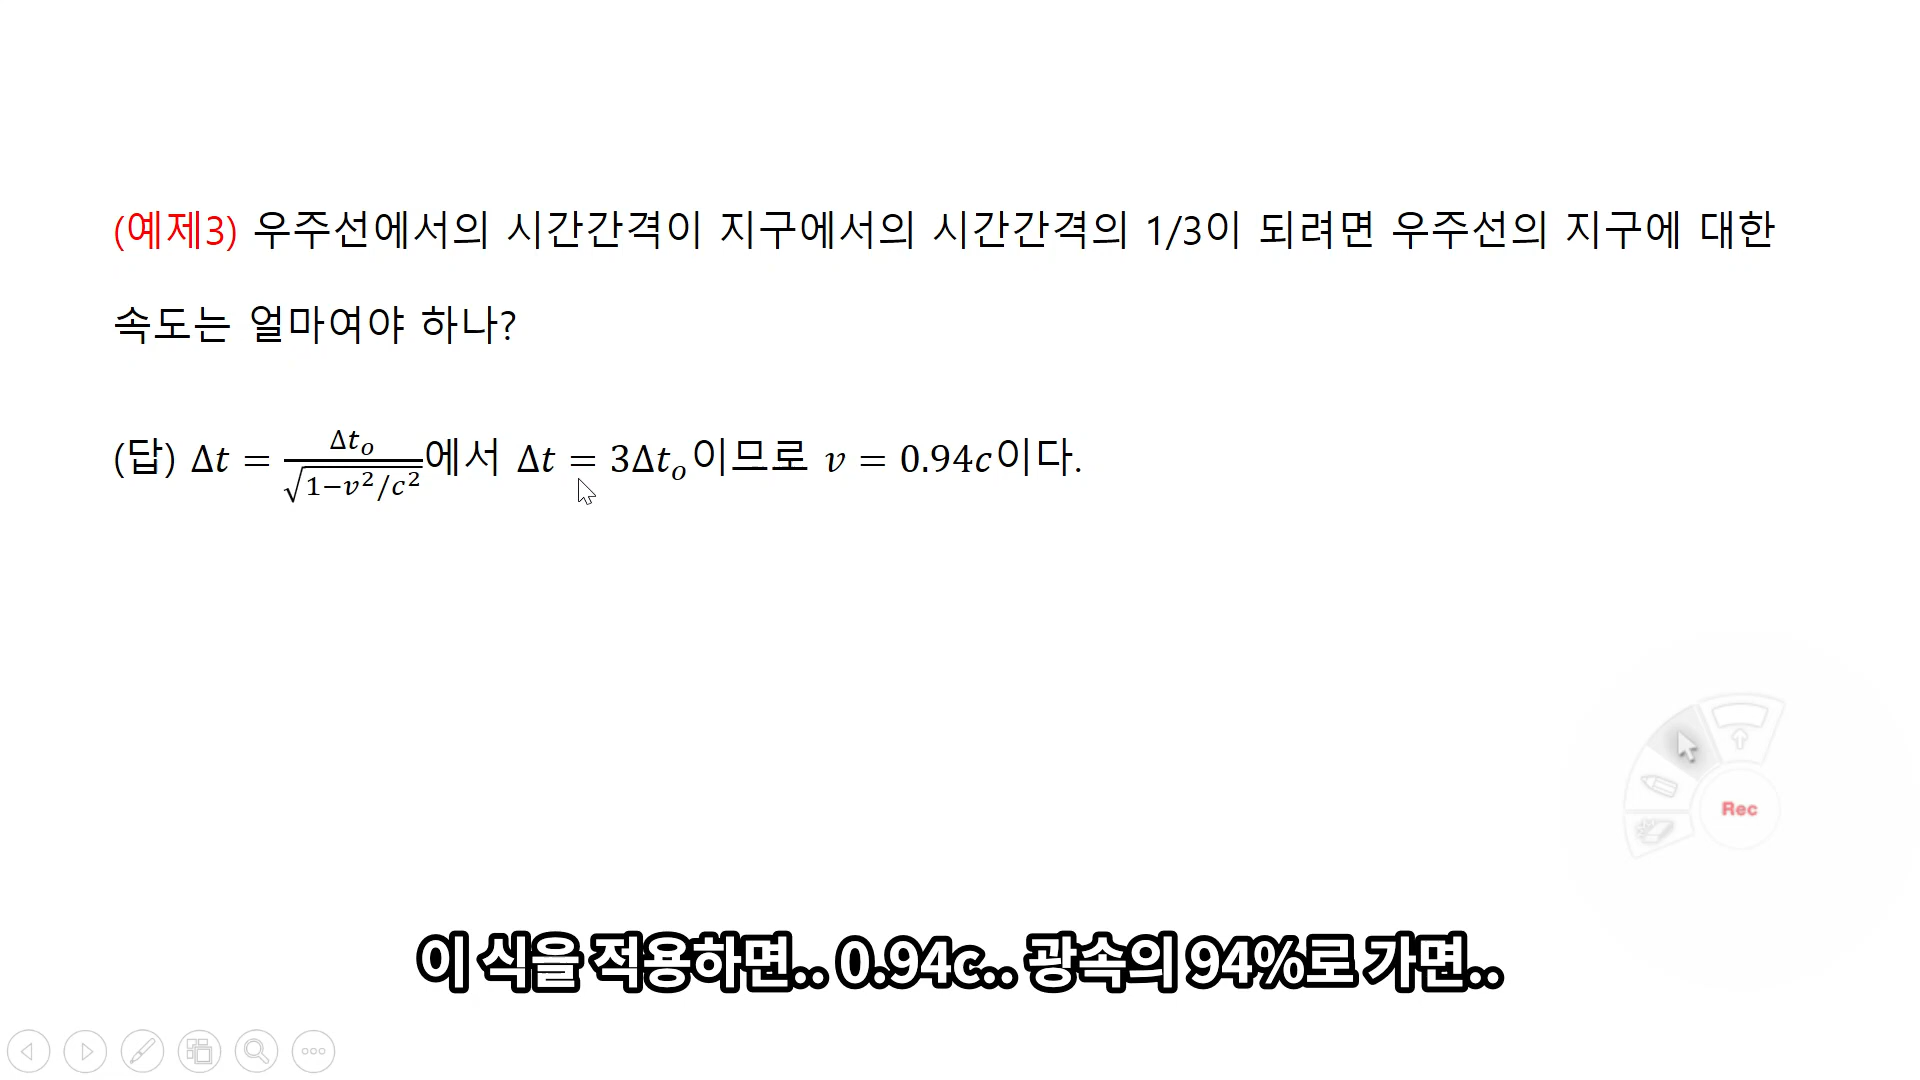 (예제3) 우주선에서의 시간간격이 지구에서의 시간간격의 1/3이 되려면 우주선의 지구에 대한
속도는 얼마여야 하나?
(답) Δt = Δt₀/√(1−v²/c²)에서 Δt = 3Δt₀이므로 v = 0.94c이다.
Rec
이 식을 적용하면.. 0.94c.. 광속의 94%로 가면..